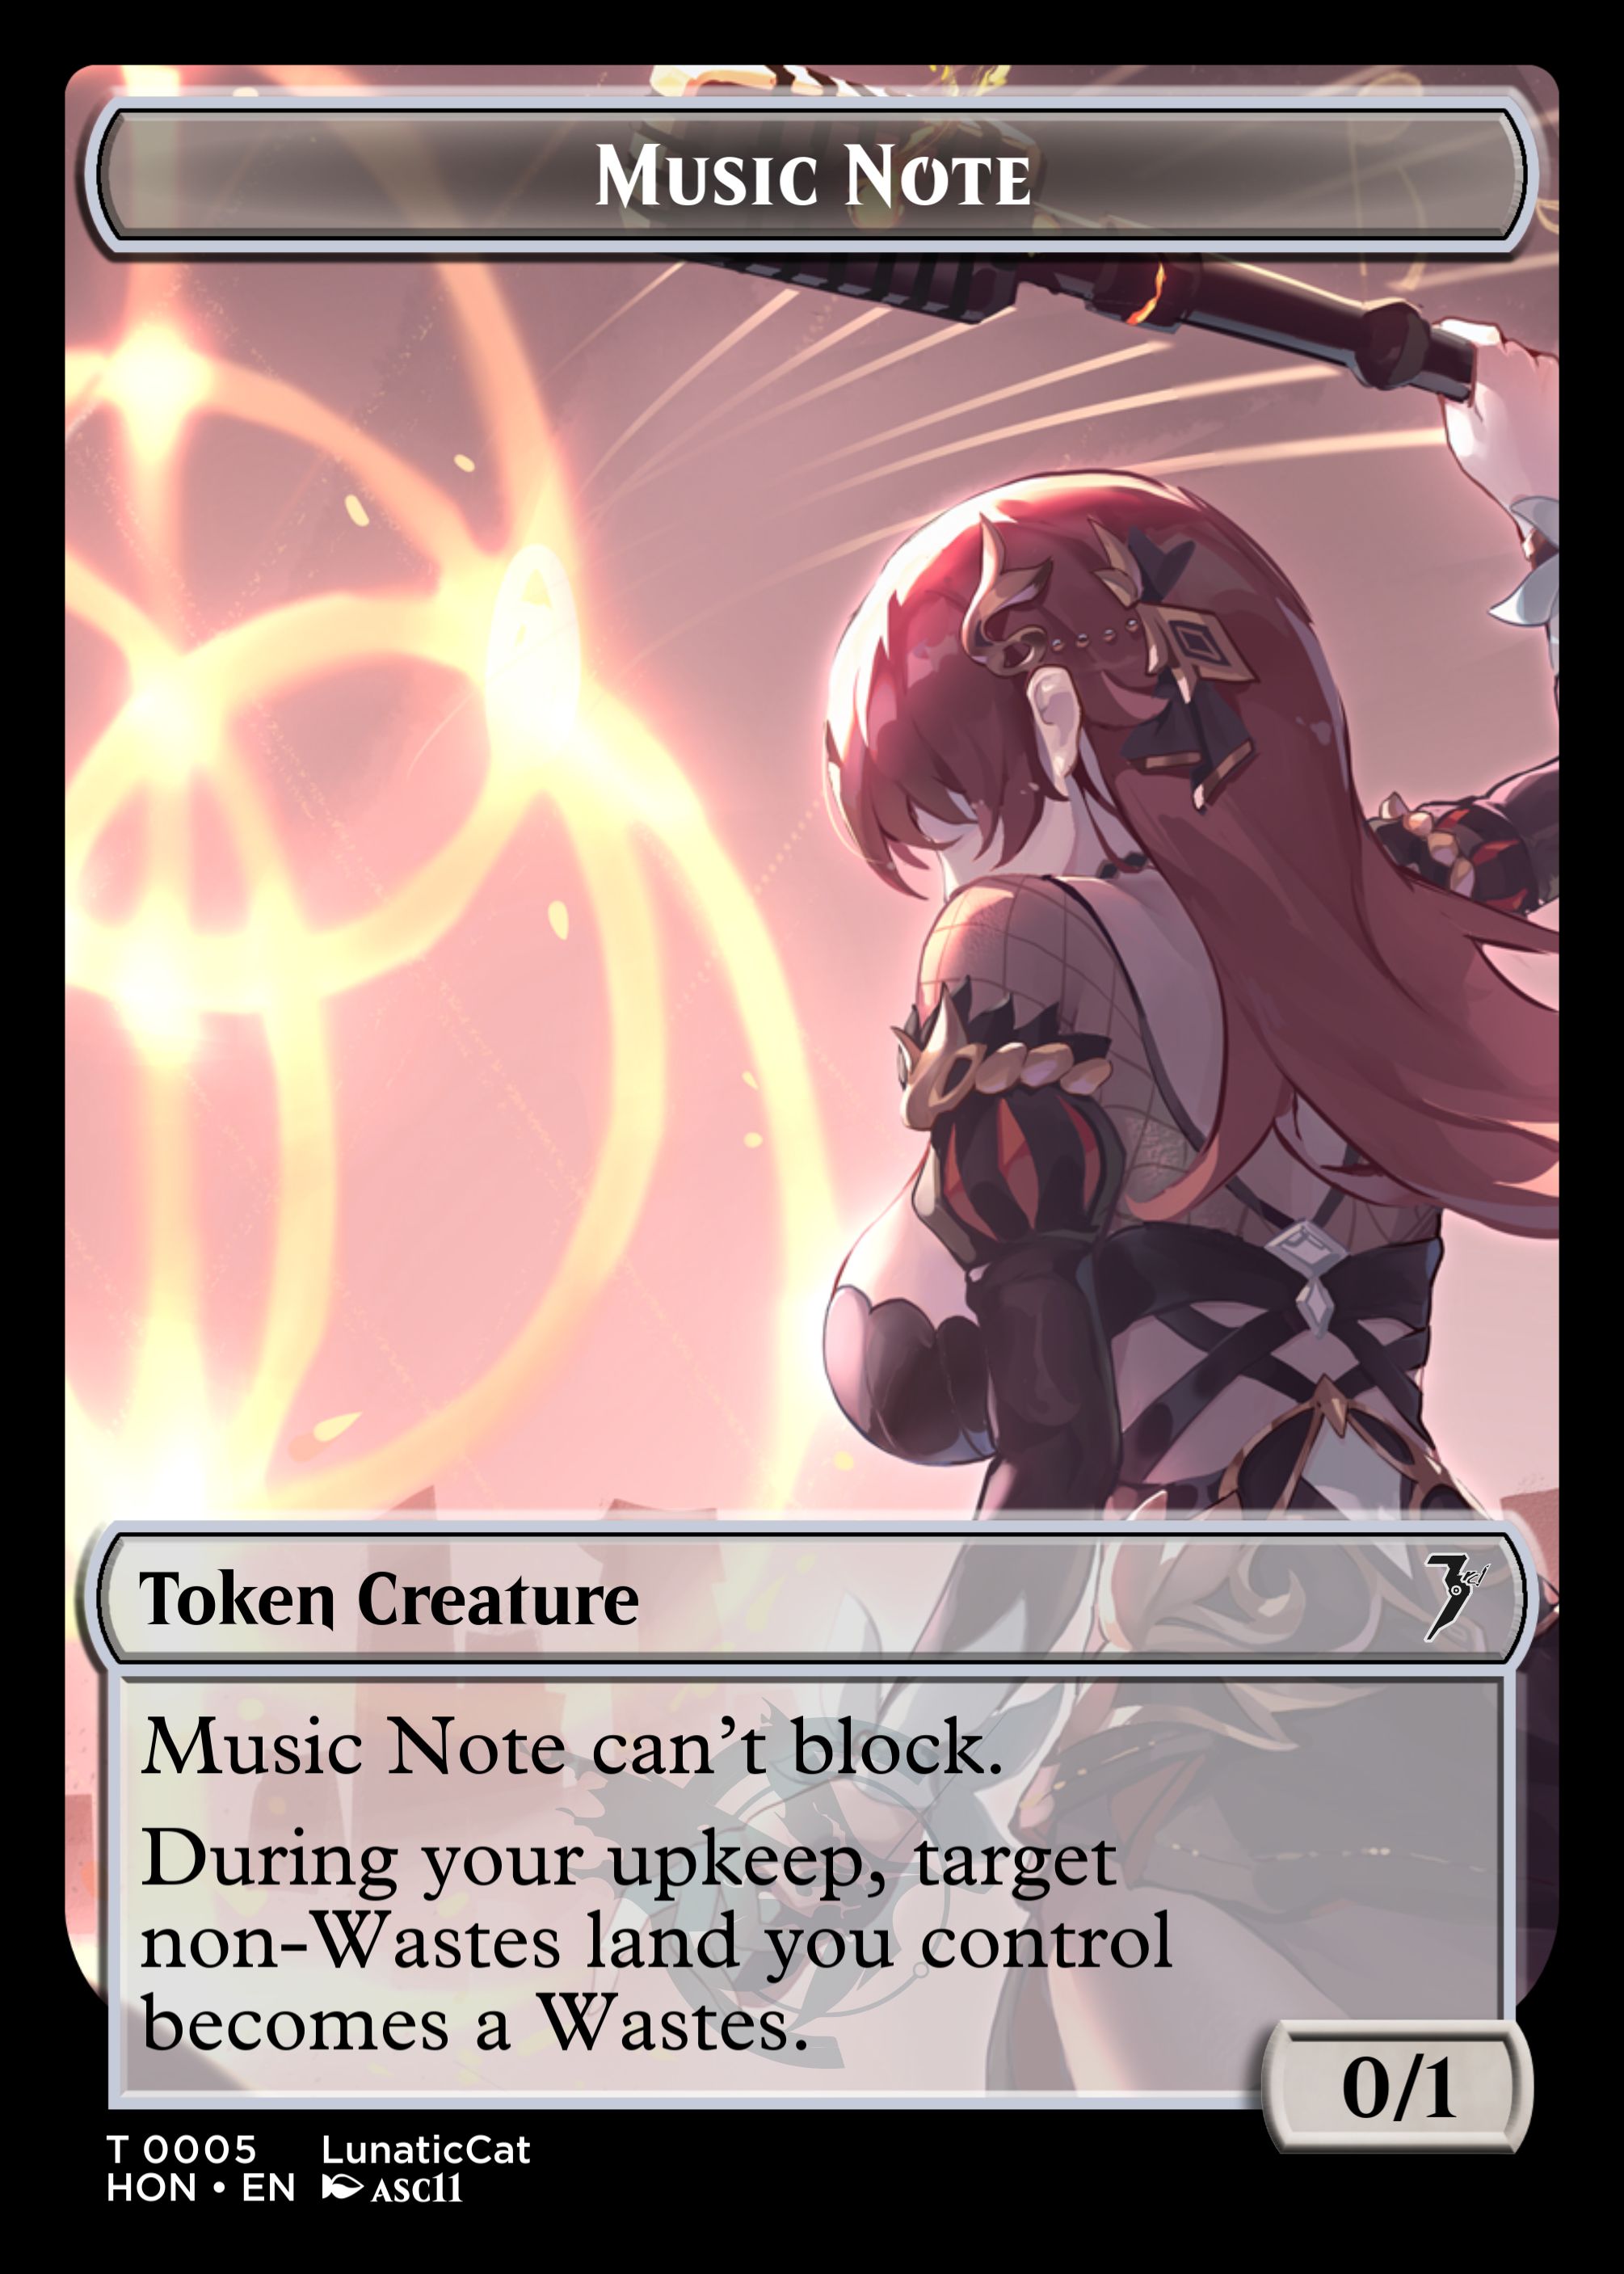 Music Note
Token Creature
3rd
Music Note can't block.
During your upkeep, target
non-Wastes land you control
becomes a Wastes.
0/1
T 0005 LunaticCat
HON • EN ASC11